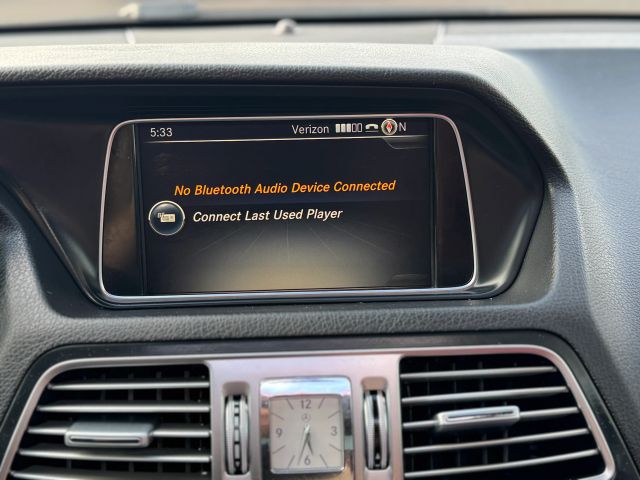 5:33 Verizon N
No Bluetooth Audio Device Connected
Connect Last Used Player
12
9 3
6